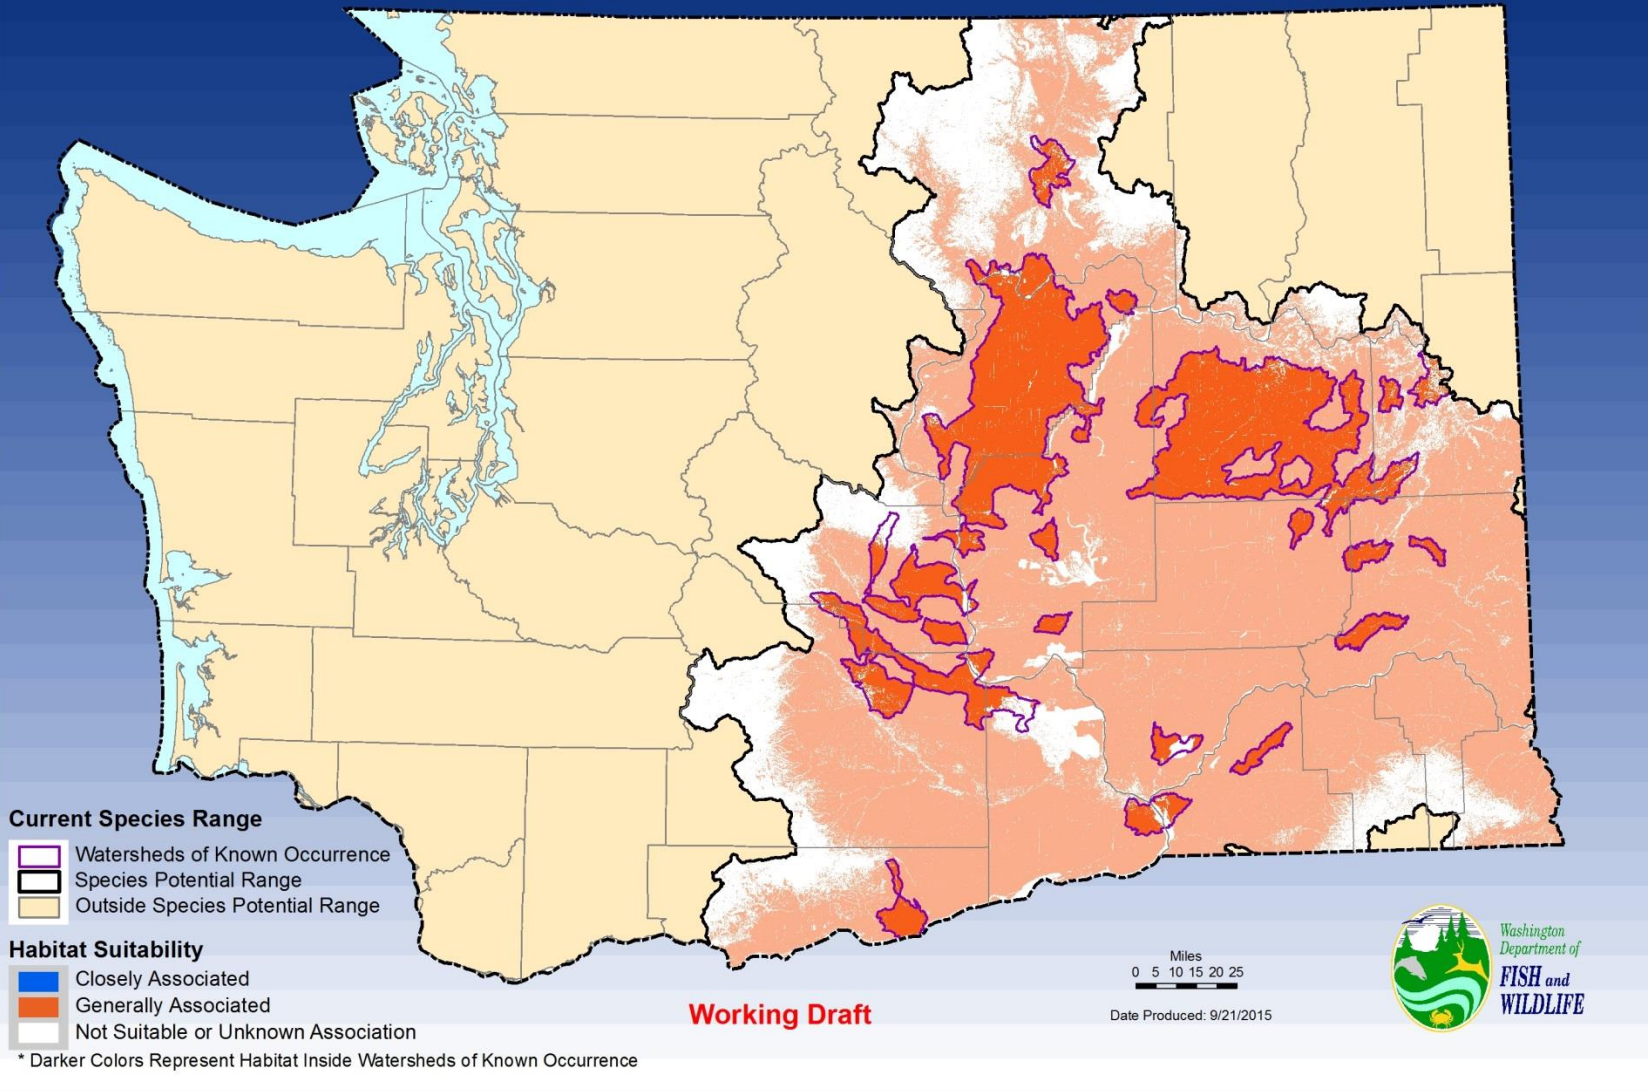 Current Species Range
Watersheds of Known Occurrence
Species Potential Range
Outside Species Potential Range
Habitat Suitability
Closely Associated
Generally Associated
Not Suitable or Unknown Association
* Darker Colors Represent Habitat Inside Watersheds of Known Occurrence
Working Draft
Miles
0 5 10 15 20 25
Date Produced: 9/21/2015
Washington
Department of
FISH and
WILDLIFE